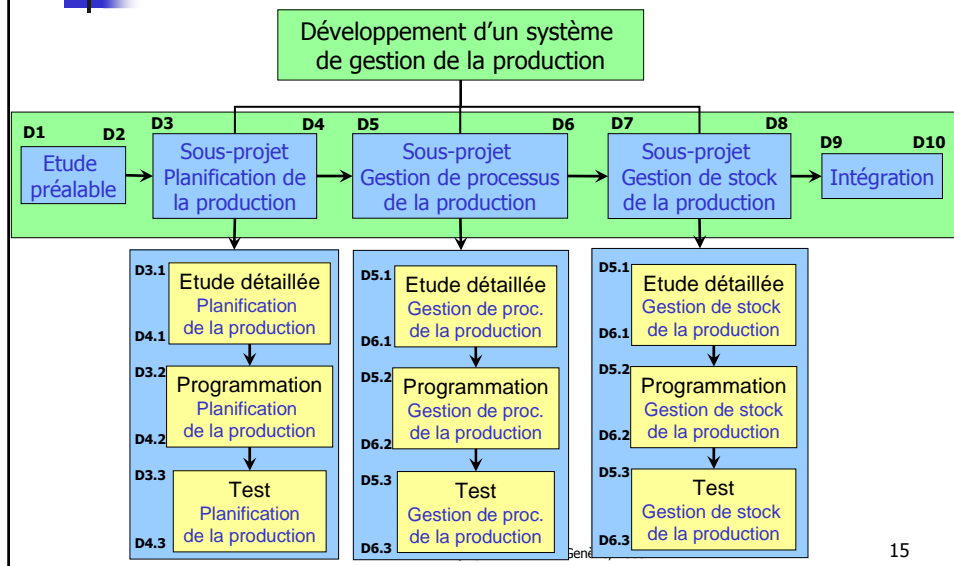 Développement d'un système
de gestion de la production
D1
D2
Etude
préalable
D3
D4
Sous-projet
Planification de
la production
D5
D6
Sous-projet
Gestion de processus
de la production
D7
D8
Sous-projet
Gestion de stock
de la production
D9
D10
Intégration
D3.1
Etude détaillée
Planification
de la production
D4.1
D3.2
Programmation
Planification
de la production
D4.2
D3.3
Test
Planification
de la production
D4.3
D5.1
Etude détaillée
Gestion de proc.
de la production
D6.1
D5.2
Programmation
Gestion de proc.
de la production
D6.2
D5.3
Test
Gestion de proc.
de la production
D6.3
D5.1
Etude détaillée
Gestion de stock
de la production
D6.1
D5.2
Programmation
Gestion de stock
de la production
D6.2
D5.3
Test
Gestion de stock
de la production
D6.3
15